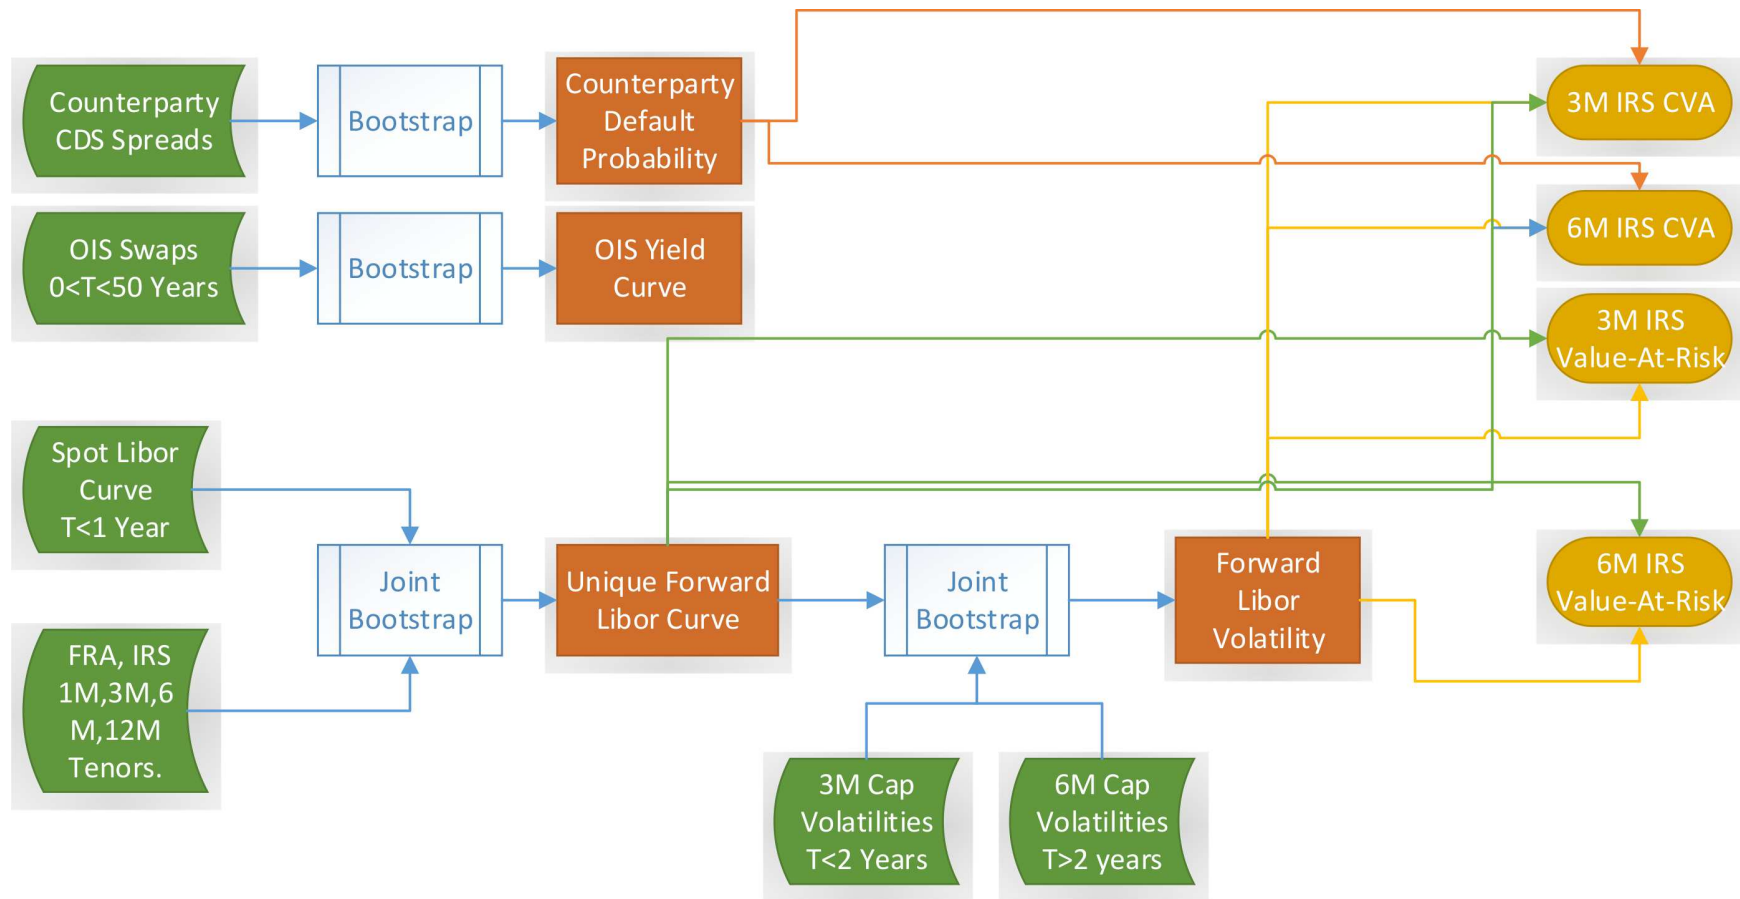 Counterparty
CDS Spreads
Bootstrap
Counterparty
Default
Probability
3M IRS CVA
OIS Swaps
0<T<50 Years
Bootstrap
OIS Yield
Curve
6M IRS CVA
3M IRS
Value-At-Risk
Spot Libor
Curve
T<1 Year
Joint
Bootstrap
Unique Forward
Libor Curve
Joint
Bootstrap
Forward
Libor
Volatility
6M IRS
Value-At-Risk
FRA, IRS
1M,3M,6
M,12M
Tenors.
3M Cap
Volatilities
T<2 Years
6M Cap
Volatilities
T>2 years